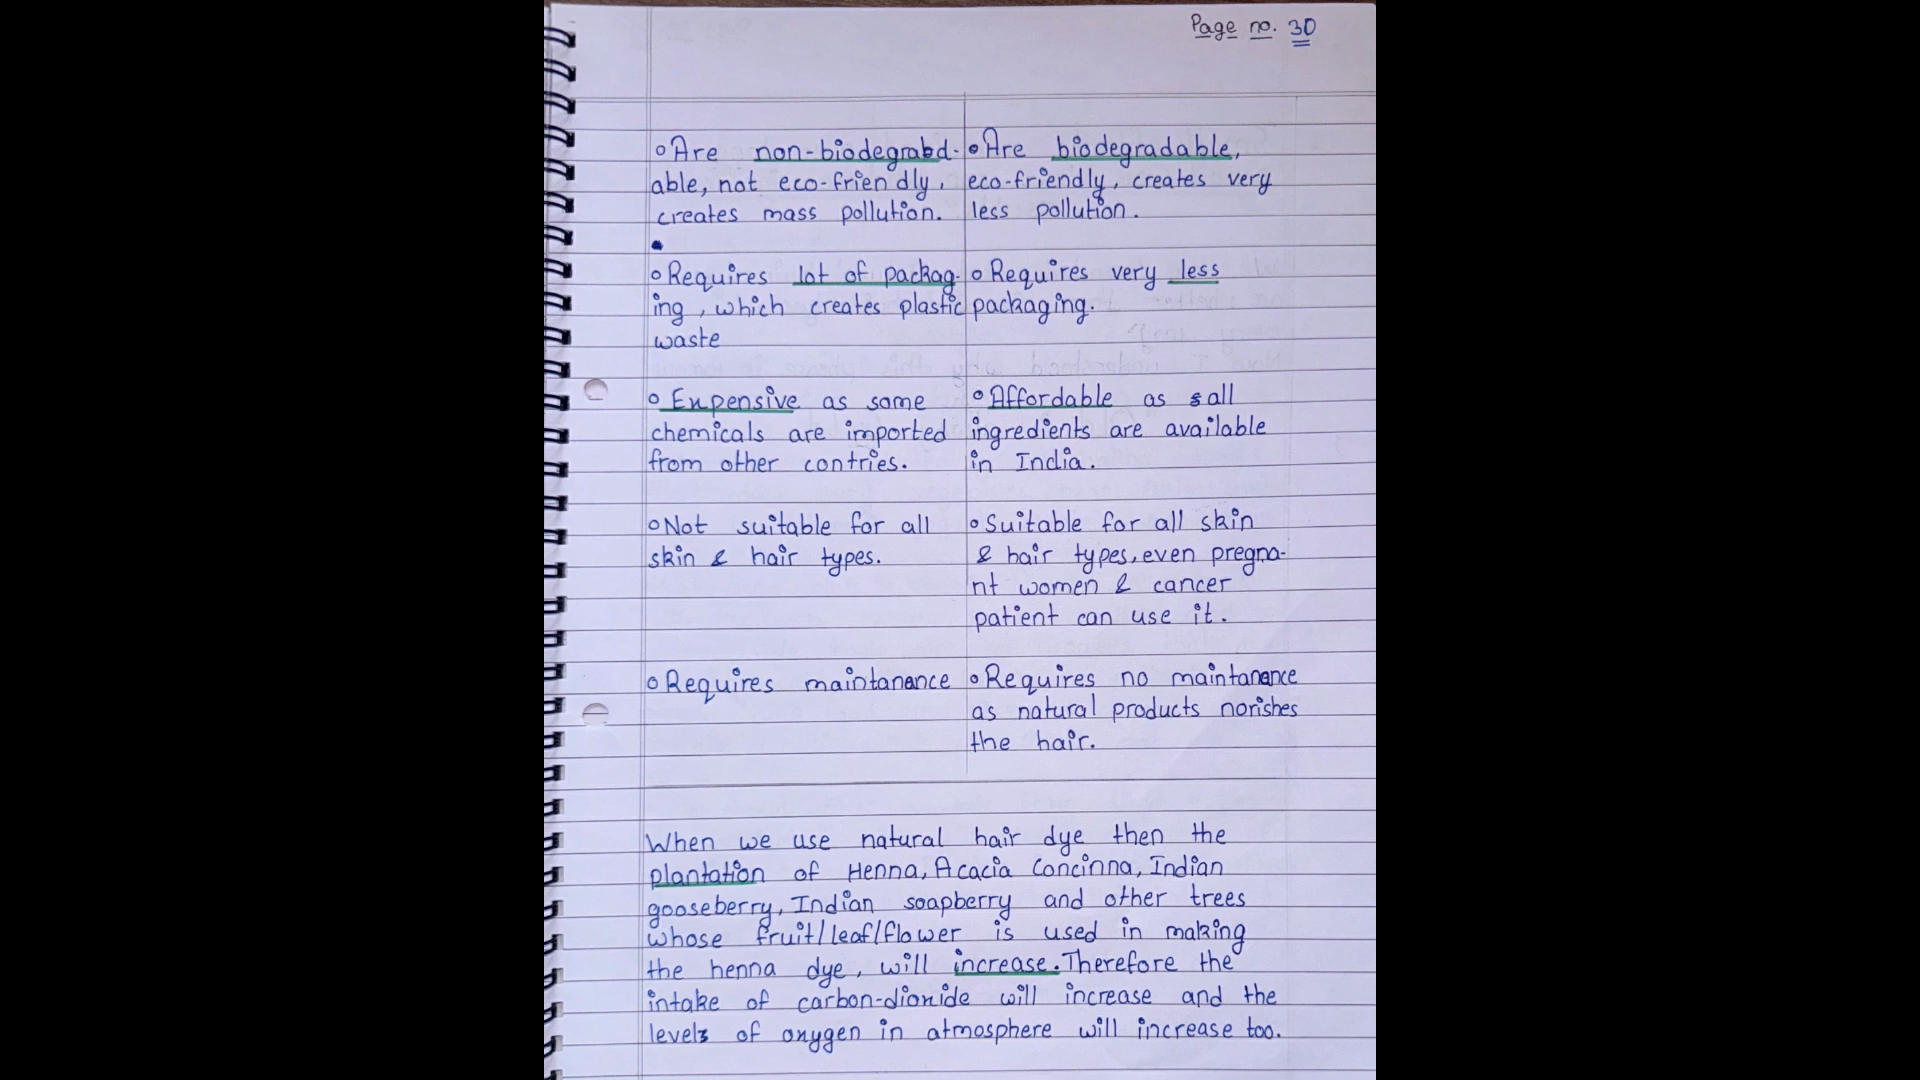 Page no. 30
∘ Are non-biodegrabd-
able, not eco-friendly,
creates mass pollution.
∘ Requires lot of packag-
ing, which creates plastic
waste
∘ Expensive as some
chemicals are imported
from other contries.
∘ Not suitable for all
skin & hair types.
∘ Requires maintanance
∘ Are biodegradable,
eco-friendly, creates very
less pollution.
∘ Requires very less
packaging.
∘ Affordable as all
ingredients are available
in India.
∘ Suitable for all skin
& hair types, even pregna-
nt women & cancer
patient can use it.
∘ Requires no maintanance
as natural products norishes
the hair.
When we use natural hair dye then the
plantation of Henna, Acacia Concinna, Indian
gooseberry, Indian soapberry and other trees
whose fruit/leaf/flower is used in making
the henna dye, will increase. Therefore the
intake of carbon-dioxide will increase and the
levels of oxygen in atmosphere will increase too.